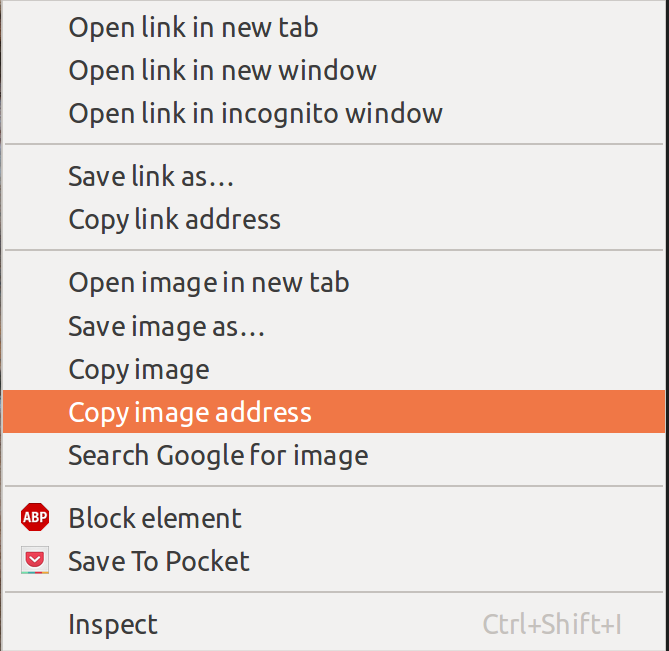 Open link in new tab
Open link in new window
Open link in incognito window
Save link as...
Copy link address
Open image in new tab
Save image as...
Copy image
Copy image address
Search Google for image
ABP Block element
Save To Pocket
Inspect Ctrl+Shift+I